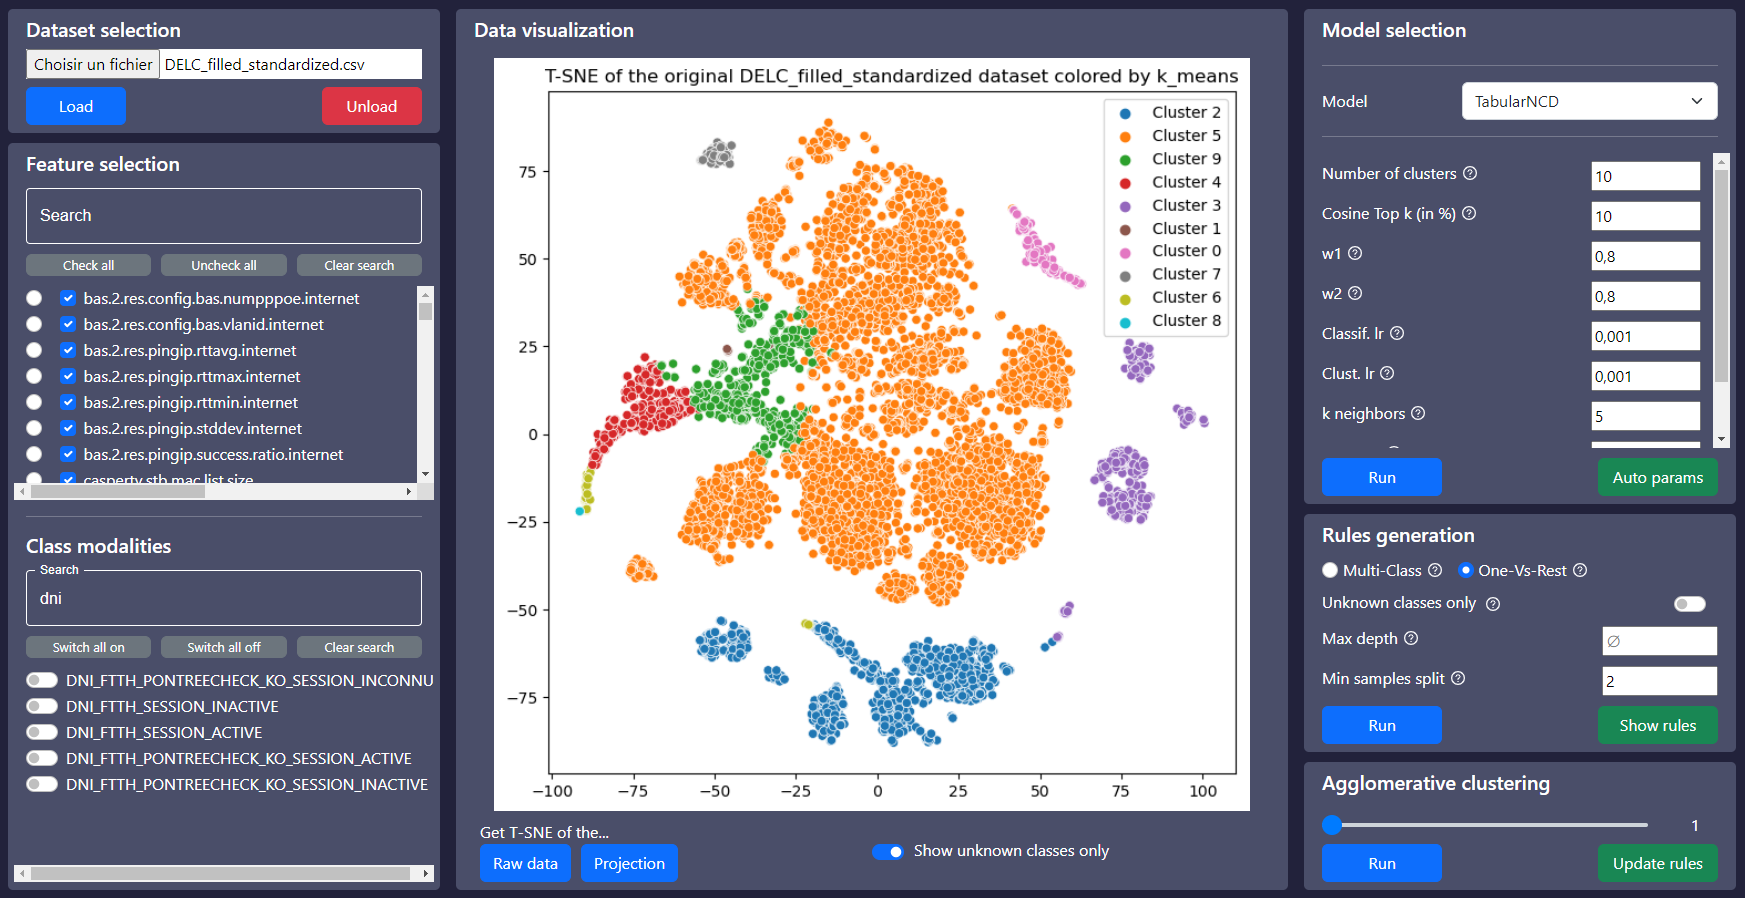 Dataset selection
Choisir un fichier DELC_filled_standardized.csv
Load
Unload
Feature selection
Search
Check all
Uncheck all
Clear search
bas.2.res.config.bas.numpppoe.internet
bas.2.res.config.bas.vlanid.internet
bas.2.res.pingip.rttavg.internet
bas.2.res.pingip.rttmax.internet
bas.2.res.pingip.rttmin.internet
bas.2.res.pingip.stddev.internet
bas.2.res.pingip.success.ratio.internet
casperty.stb.mac.list.size
Class modalities
Search
dni
Switch all on
Switch all off
Clear search
DNI_FTTH_PONTREECHECK_KO_SESSION_INCONNU
DNI_FTTH_SESSION_INACTIVE
DNI_FTTH_SESSION_ACTIVE
DNI_FTTH_PONTREECHECK_KO_SESSION_ACTIVE
DNI_FTTH_PONTREECHECK_KO_SESSION_INACTIVE
Data visualization
T-SNE of the original DELC_filled_standardized dataset colored by k_means
Cluster 2
Cluster 5
Cluster 9
Cluster 4
Cluster 3
Cluster 1
Cluster 0
Cluster 7
Cluster 6
Cluster 8
75
50
25
0
−25
−50
−75
−100 −75 −50 −25 0 25 50 75 100
Get T-SNE of the...
Raw data
Projection
Show unknown classes only
Model selection
Model TabularNCD
Number of clusters ? 10
Cosine Top k (in %) ? 10
w1 ? 0,8
w2 ? 0,8
Classif. lr ? 0,001
Clust. lr ? 0,001
k neighbors ? 5
Run
Auto params
Rules generation
Multi-Class ? One-Vs-Rest ?
Unknown classes only ?
Max depth ? ∅
Min samples split ? 2
Run
Show rules
Agglomerative clustering
1
Run
Update rules